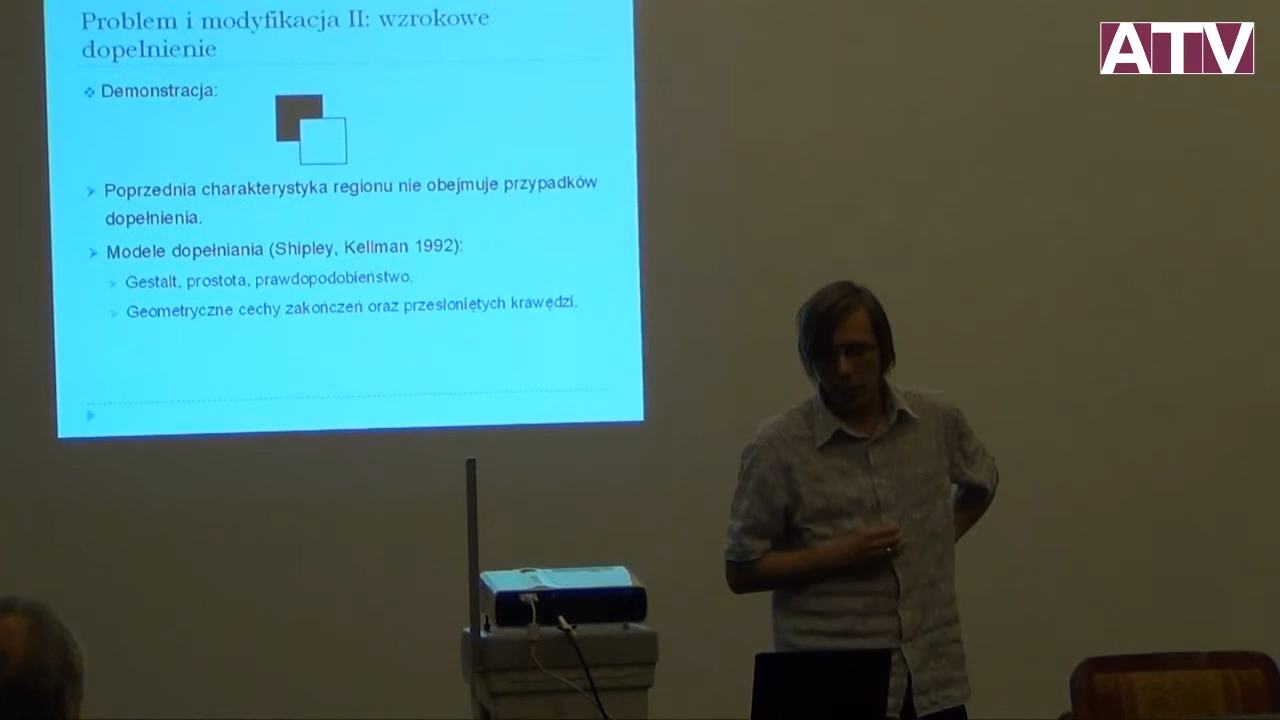 Problem i modyfikacja II: wzrokowe
dopełnienie
Demonstracja:
Poprzednia charakterystyka regionu nie obejmuje przypadków
dopełnienia.
Modele dopełniania (Shipley, Kellman 1992):
Gestalt, prostota, prawdopodobieństwo,
Geometryczne cechy zakończeń oraz przesłoniętych krawędzi.
ATV